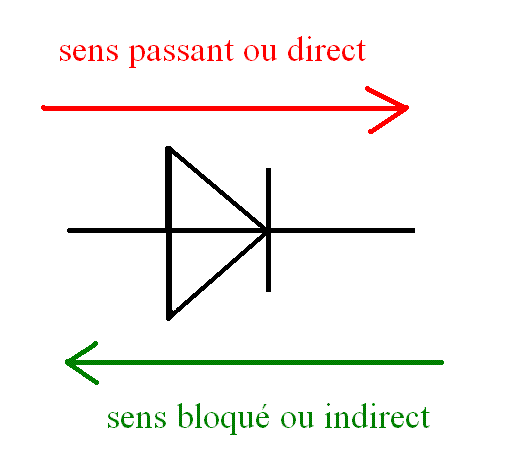 sens passant ou direct
sens bloqué ou indirect